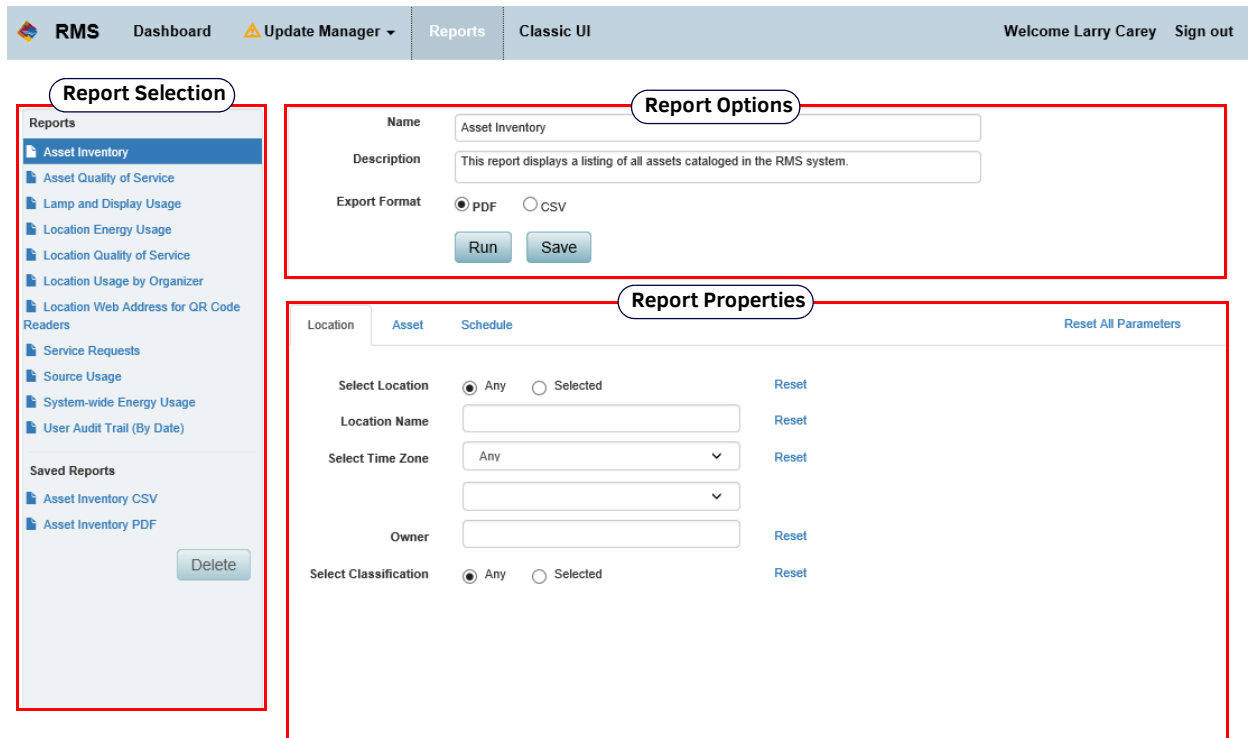 RMS Dashboard Update Manager Reports Classic UI Welcome Larry Carey Sign out
Report Selection
Reports
Asset Inventory
Asset Quality of Service
Lamp and Display Usage
Location Energy Usage
Location Quality of Service
Location Usage by Organizer
Location Web Address for QR Code
Readers
Service Requests
Source Usage
System-wide Energy Usage
User Audit Trail (By Date)
Saved Reports
Asset Inventory CSV
Asset Inventory PDF
Delete
Report Options
Name Asset Inventory
Description This report displays a listing of all assets cataloged in the RMS system.
Export Format PDF CSV
Run Save
Report Properties
Location Asset Schedule Reset All Parameters
Select Location Any Selected Reset
Location Name Reset
Select Time Zone Any Reset
Owner Reset
Select Classification Any Selected Reset